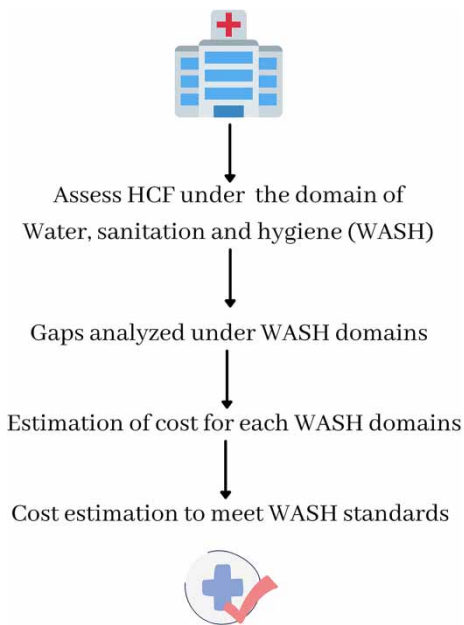 Assess HCF under the domain of
Water, sanitation and hygiene (WASH)
Gaps analyzed under WASH domains
Estimation of cost for each WASH domains
Cost estimation to meet WASH standards